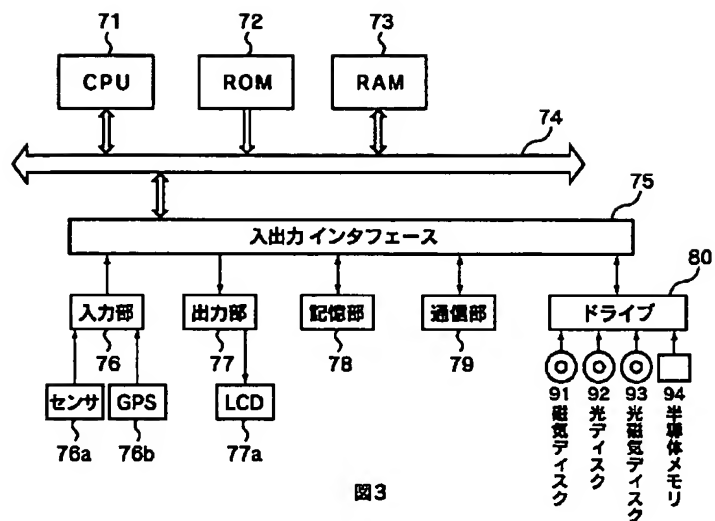 71
72
73
CPU
ROM
RAM
74
75
入出力 インタフェース
80
入力部
出力部
記憶部
通信部
ドライブ
76
77
78
79
センサ
GPS
LCD
76a
76b
77a
91
92
93
94
磁気ディスク
光ディスク
光磁気ディスク
半導体メモリ
図3